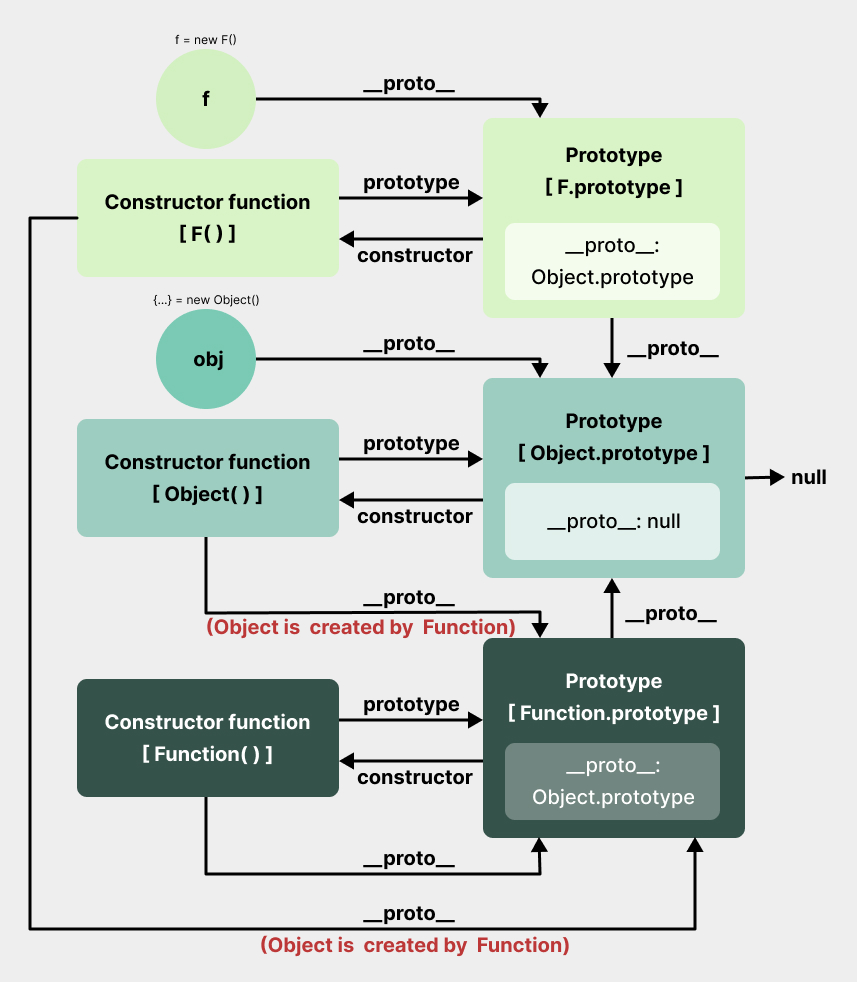 f = new F()
f
__proto__
Prototype
[ F.prototype ]
Constructor function
[ F( ) ]
prototype
constructor
__proto__:
Object.prototype
{...} = new Object()
obj
__proto__
__proto__
Prototype
[ Object.prototype ]
Constructor function
[ Object( ) ]
prototype
constructor
__proto__: null
null
__proto__
(Object is created by Function)
__proto__
Prototype
[ Function.prototype ]
Constructor function
[ Function( ) ]
prototype
constructor
__proto__:
Object.prototype
__proto__
__proto__
(Object is created by Function)